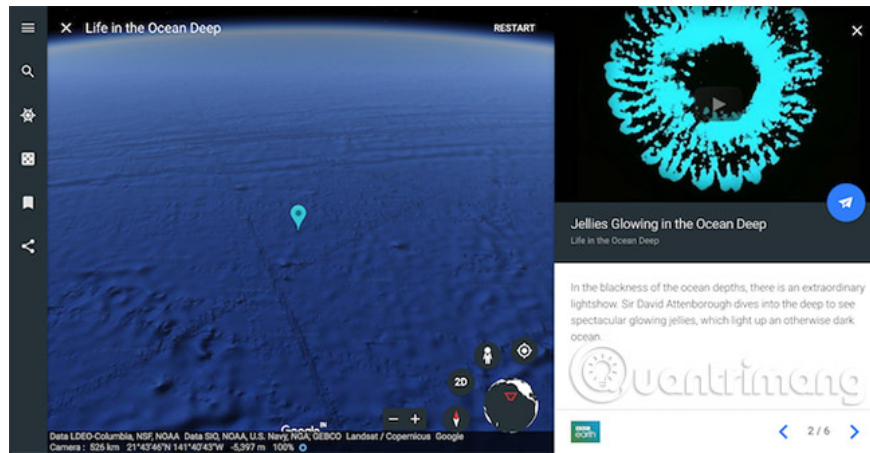 Life in the Ocean Deep
RESTART
2D
Google
Data LDEO-Columbia, NSF, NOAA Data SIO, NOAA, U.S. Navy, NGA, GEBCO Landsat / Copernicus Google
Camera : 526 km 21°43'46"N 141°40'43"W -5,397 m 100%
Jellies Glowing in the Ocean Deep
Life in the Ocean Deep
In the blackness of the ocean depths, there is an extraordinary
lightshow. Sir David Attenborough dives into the deep to see
spectacular glowing jellies, which light up an otherwise dark
ocean.
Quantrimang
BBC
earth
2 / 6